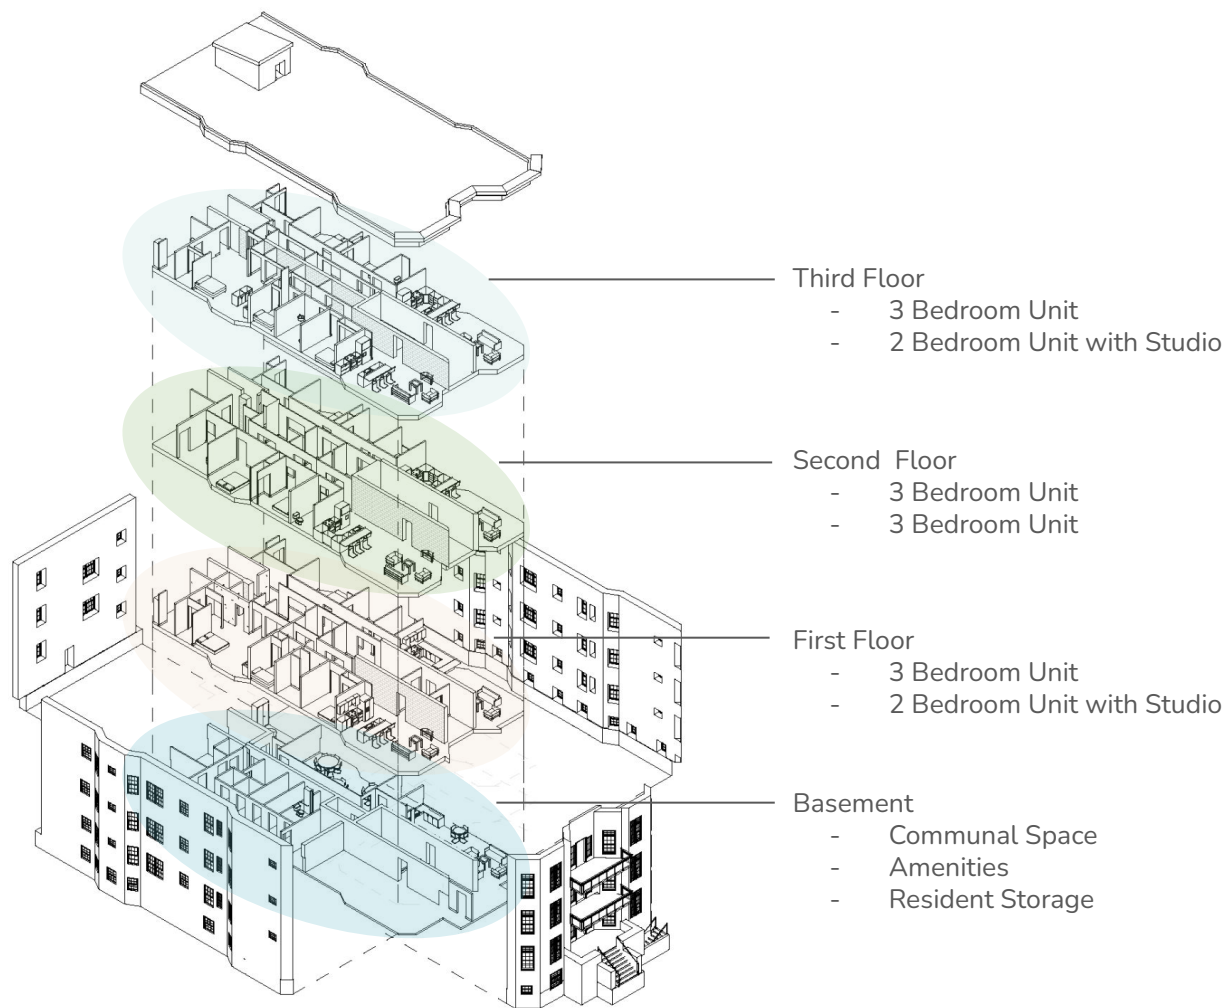 Third Floor
- 3 Bedroom Unit
- 2 Bedroom Unit with Studio
Second Floor
- 3 Bedroom Unit
- 3 Bedroom Unit
First Floor
- 3 Bedroom Unit
- 2 Bedroom Unit with Studio
Basement
- Communal Space
- Amenities
- Resident Storage